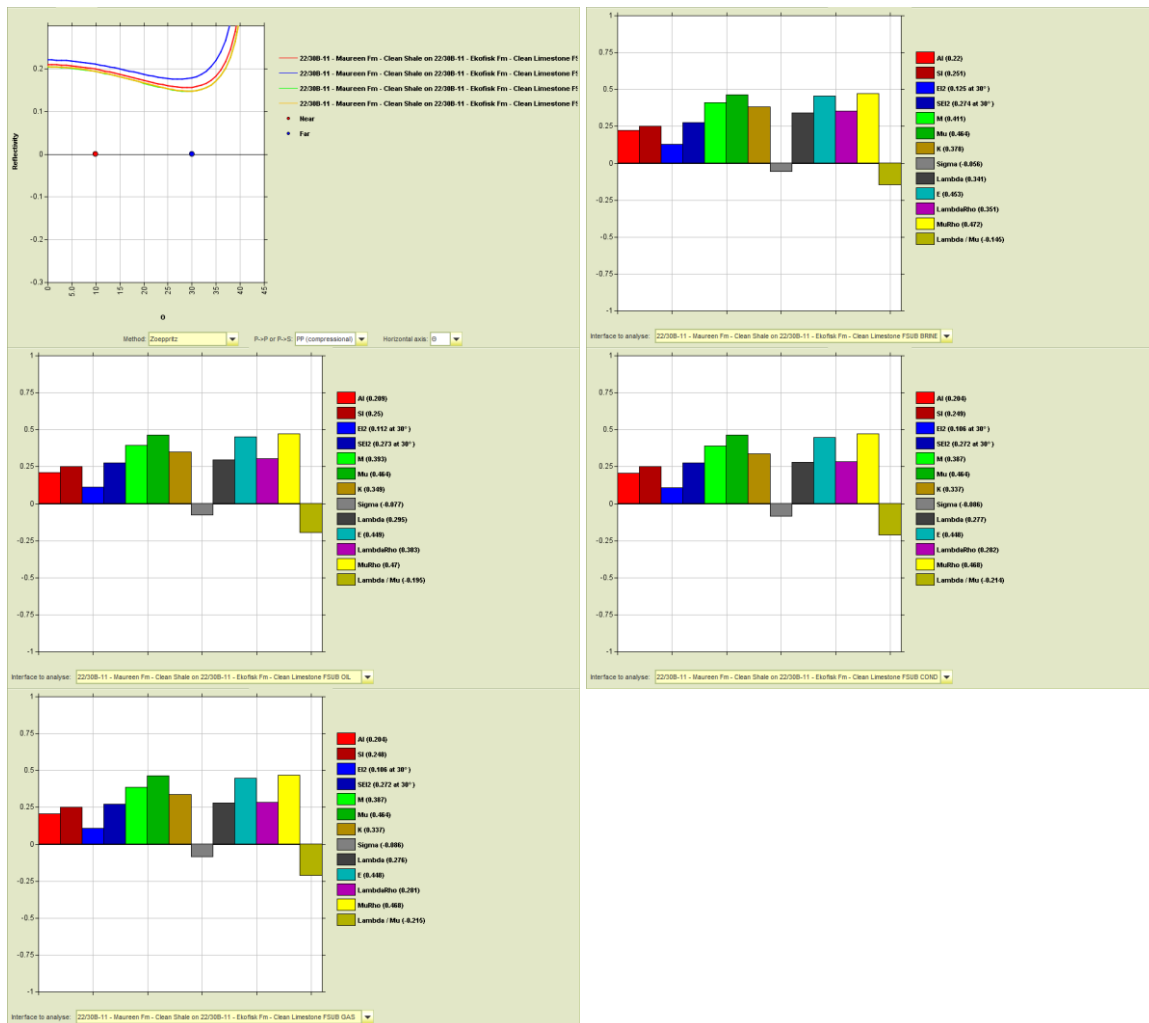 0.2
0
-0.1
-0.2
-0.3
Reflectivity
0
5.0
10
15
20
25
30
35
40
45
O
22/30B-11 - Maureen Fm - Clean Shale on 22/30B-11 - Ekofisk Fm - Clean Limestone FS
22/30B-11 - Maureen Fm - Clean Shale on 22/30B-11 - Ekofisk Fm - Clean Limestone FS
22/30B-11 - Maureen Fm - Clean Shale on 22/30B-11 - Ekofisk Fm - Clean Limestone FS
22/30B-11 - Maureen Fm - Clean Shale on 22/30B-11 - Ekofisk Fm - Clean Limestone FS
Near
Far
Method: Zoeppritz P->P or P->S: PP (compressional) Horizontal axis: O
1
0.75
0.5
0.25
0
-0.25
-0.5
-0.75
-1
AI (0.22)
SI (0.251)
EI2 (0.125 at 30°)
SEI2 (0.274 at 30°)
M (0.411)
Mu (0.464)
K (0.378)
Sigma (-0.056)
Lambda (0.341)
E (0.453)
LambdaRho (0.351)
MuRho (0.472)
Lambda / Mu (-0.145)
Interface to analyse: 22/30B-11 - Maureen Fm - Clean Shale on 22/30B-11 - Ekofisk Fm - Clean Limestone FSUB BRINE
1
0.75
0.5
0.25
0
-0.25
-0.5
-0.75
-1
AI (0.209)
SI (0.25)
EI2 (0.112 at 30°)
SEI2 (0.273 at 30°)
M (0.393)
Mu (0.464)
K (0.349)
Sigma (-0.077)
Lambda (0.295)
E (0.449)
LambdaRho (0.303)
MuRho (0.47)
Lambda / Mu (-0.195)
Interface to analyse: 22/30B-11 - Maureen Fm - Clean Shale on 22/30B-11 - Ekofisk Fm - Clean Limestone FSUB OIL
1
0.75
0.5
0.25
0
-0.25
-0.5
-0.75
-1
AI (0.204)
SI (0.249)
EI2 (0.106 at 30°)
SEI2 (0.272 at 30°)
M (0.387)
Mu (0.464)
K (0.337)
Sigma (-0.086)
Lambda (0.277)
E (0.448)
LambdaRho (0.282)
MuRho (0.468)
Lambda / Mu (-0.214)
Interface to analyse: 22/30B-11 - Maureen Fm - Clean Shale on 22/30B-11 - Ekofisk Fm - Clean Limestone FSUB COND
1
0.75
0.5
0.25
0
-0.25
-0.5
-0.75
-1
AI (0.204)
SI (0.248)
EI2 (0.106 at 30°)
SEI2 (0.272 at 30°)
M (0.387)
Mu (0.464)
K (0.337)
Sigma (-0.086)
Lambda (0.276)
E (0.448)
LambdaRho (0.281)
MuRho (0.468)
Lambda / Mu (-0.215)
Interface to analyse: 22/30B-11 - Maureen Fm - Clean Shale on 22/30B-11 - Ekofisk Fm - Clean Limestone FSUB GAS